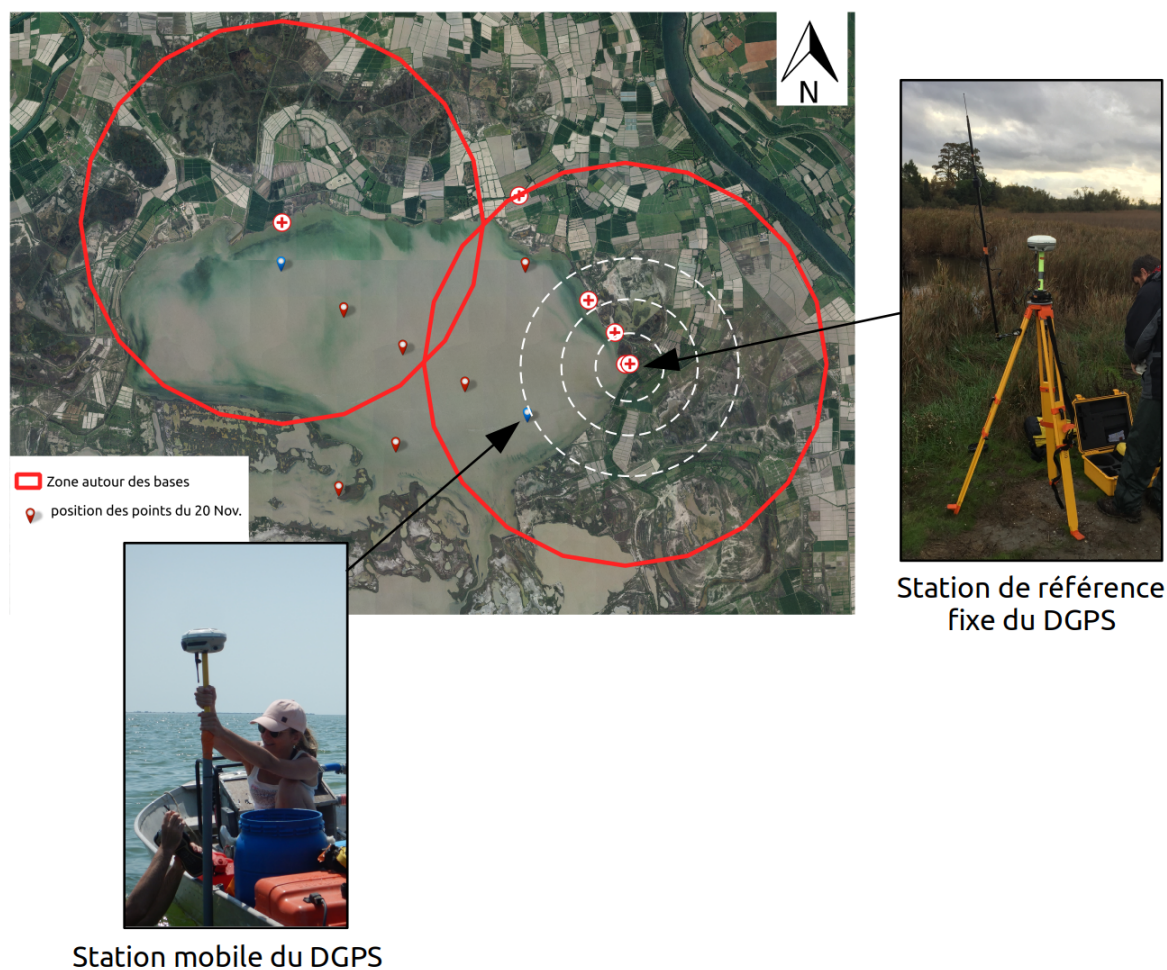 N
Zone autour des bases
position des points du 20 Nov.
Station de référence
fixe du DGPS
Station mobile du DGPS